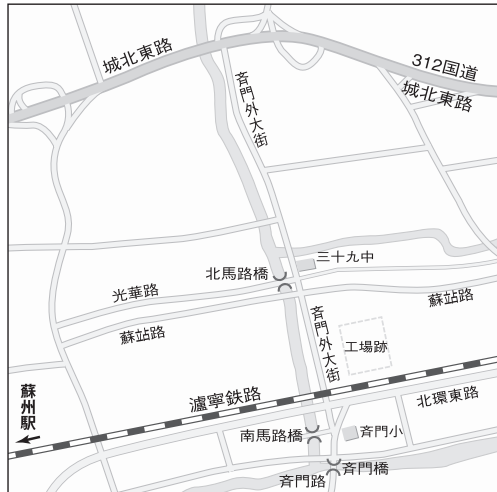 城北東路
312国道
城北東路
斉門外大街
三十九中
北馬路橋
光華路
蘇站路
蘇站路
斉門外大街
工場跡
瀘寧鉄路
蘇州駅
北環東路
南馬路橋
斉門小
斉門路
斉門橋